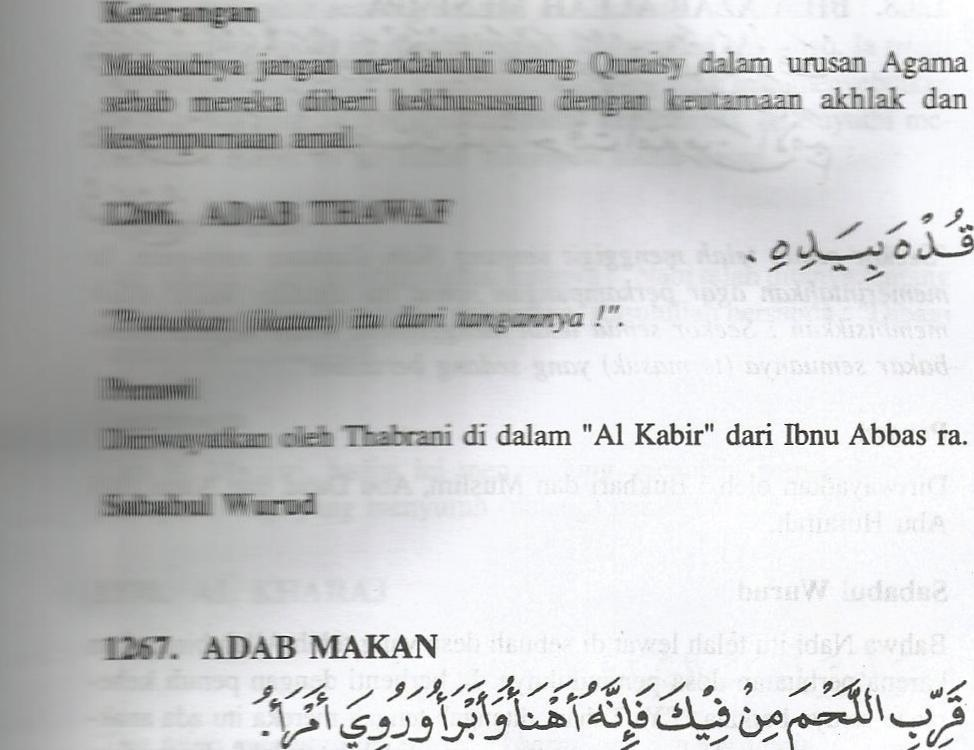 Keterangan
Maksudnya jangan mendahului orang Quraisy dalam urusan Agama
sebab mereka diberi kekhususan dengan keutamaan akhlak dan
kesempurnaan amal.
1266. ADAB THAWAF
قُدْهُ بِيَدِهِ .
itu dari tangannya !"
Perawi
Diriwayatkan oleh Thabrani di dalam "Al Kabir" dari Ibnu Abbas ra.
Sababul Wurud
1267. ADAB MAKAN
قَرِّبِ اللَّحْمَ مِنْ فِيْكَ فَإِنَّهُ أَهْنَأُ وَأَبْرَأُ وَرُوِيَ أَمْرَأُ.